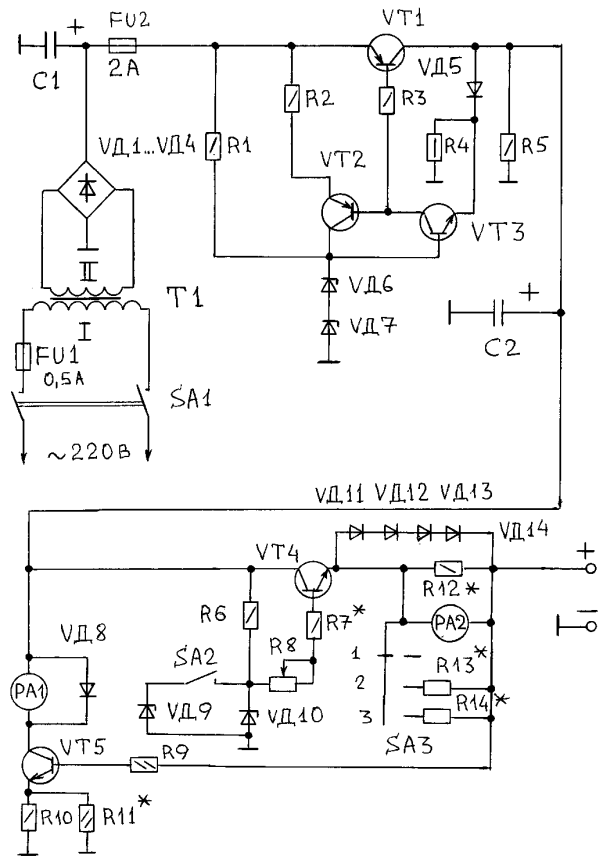 + FU2 VT1
C1 2А VД5
R2 R3
VД1...VД4 R1 R4 R5
VT2
VT3
II
T1 VД6
+
I VД7 C2
FU1
0,5А
SA1
~220В
VД11 VД12 VД13
VД14
VT4 +
R12*
R6 R7* PA2 −
VД8 R8 1
SA2 R13*
PA1 2
R14*
VД9 VД10 3
VT5 SA3
R9
R10 R11*